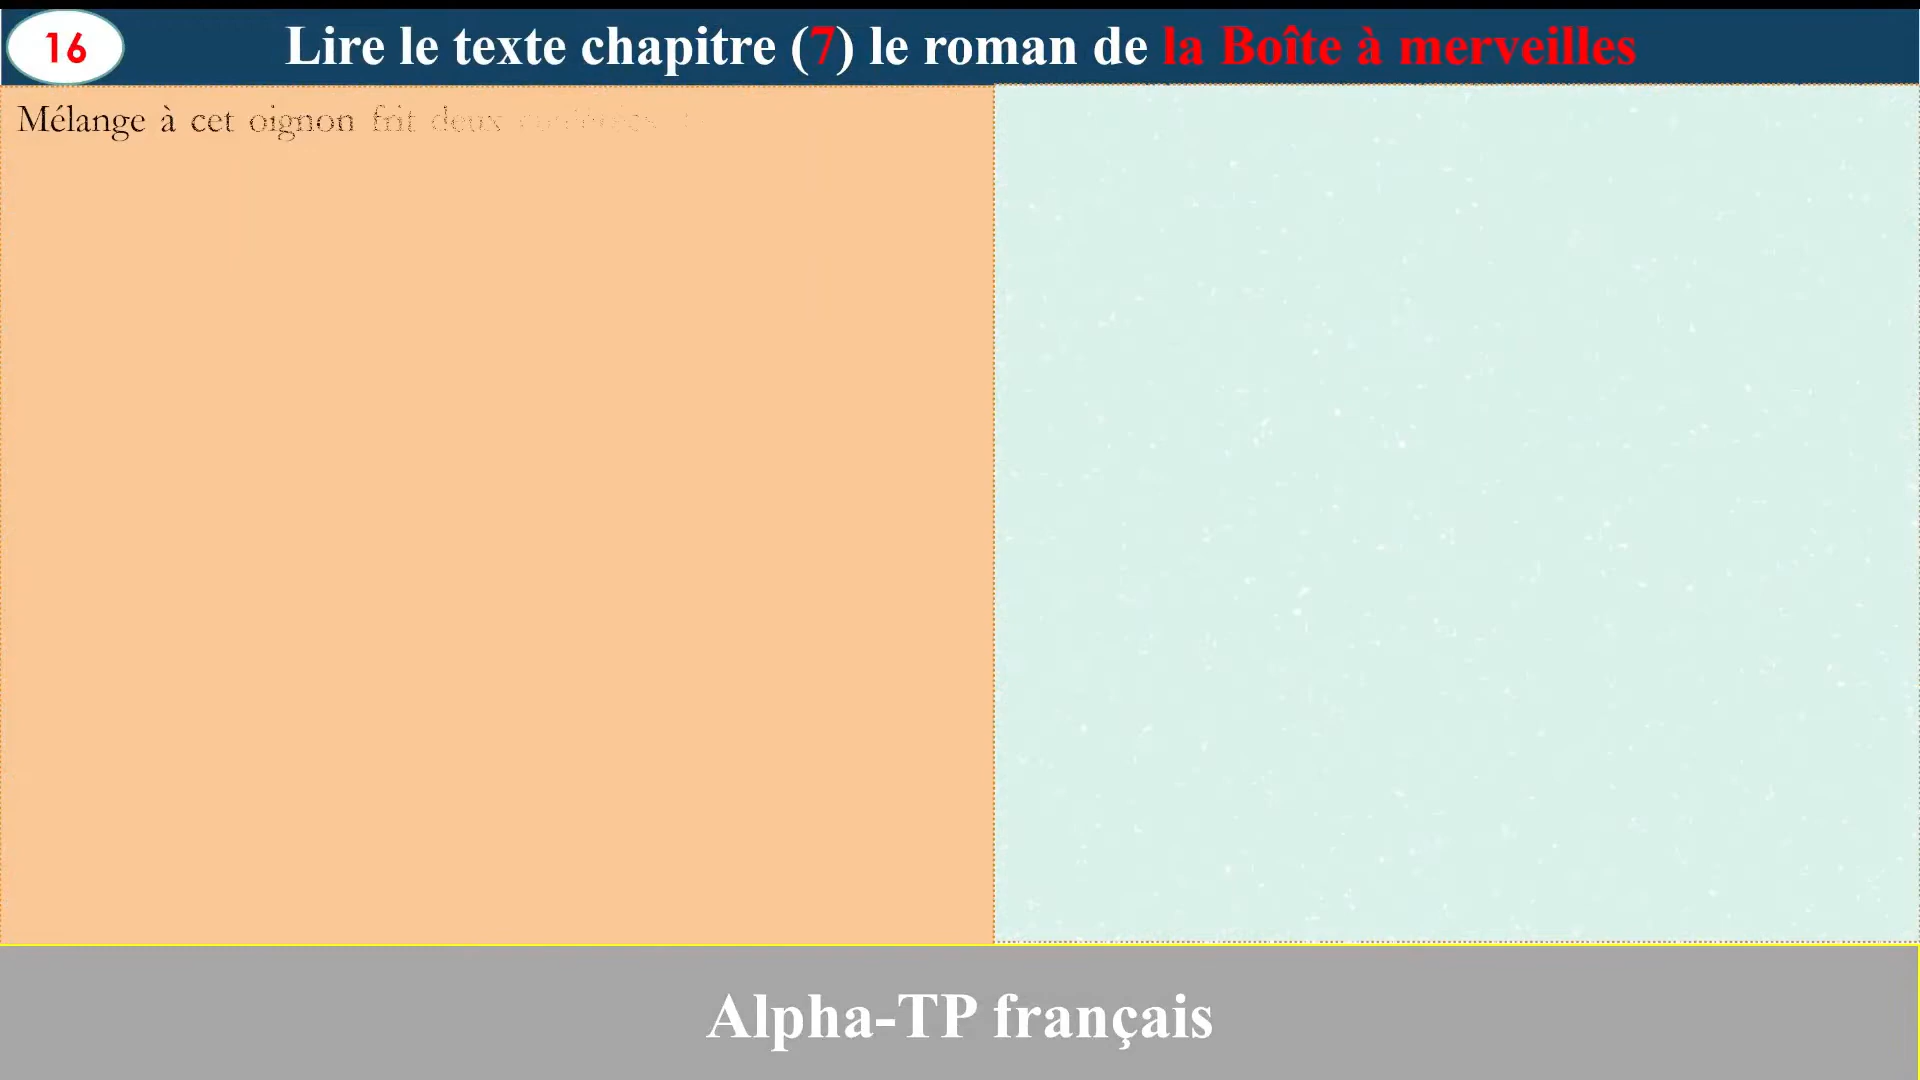 16
Lire le texte chapitre (7) le roman de la Boîte à merveilles
Mélange à cet oignon frit deux
Alpha-TP français